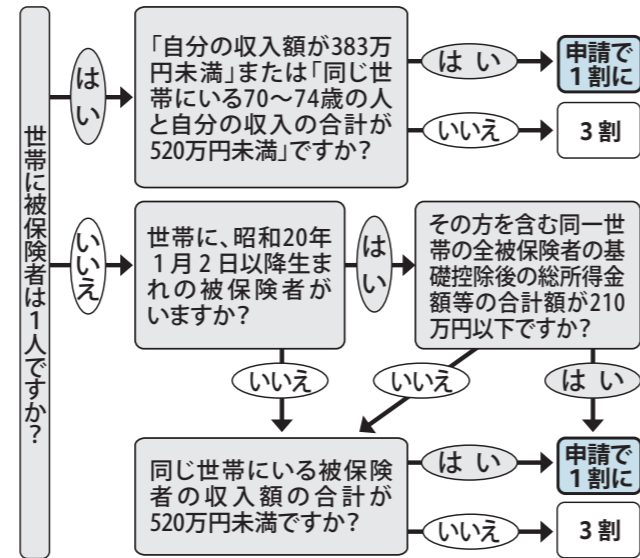 世帯に被保険者は1人ですか?
はい
「自分の収入額が383万
円未満」または「同じ世
帯にいる70〜74歳の人
と自分の収入の合計が
520万円未満」ですか?
はい
申請で
1割に
いいえ
3割
いいえ
世帯に、昭和20年
1月2日以降生ま
れの被保険者が
いますか?
はい
その方を含む同一世
帯の全被保険者の基
礎控除後の総所得金
額等の合計額が210
万円以下ですか?
いいえ
いいえ
はい
同じ世帯にいる被保険
者の収入額の合計が
520万円未満ですか?
はい
申請で
1割に
いいえ
3割